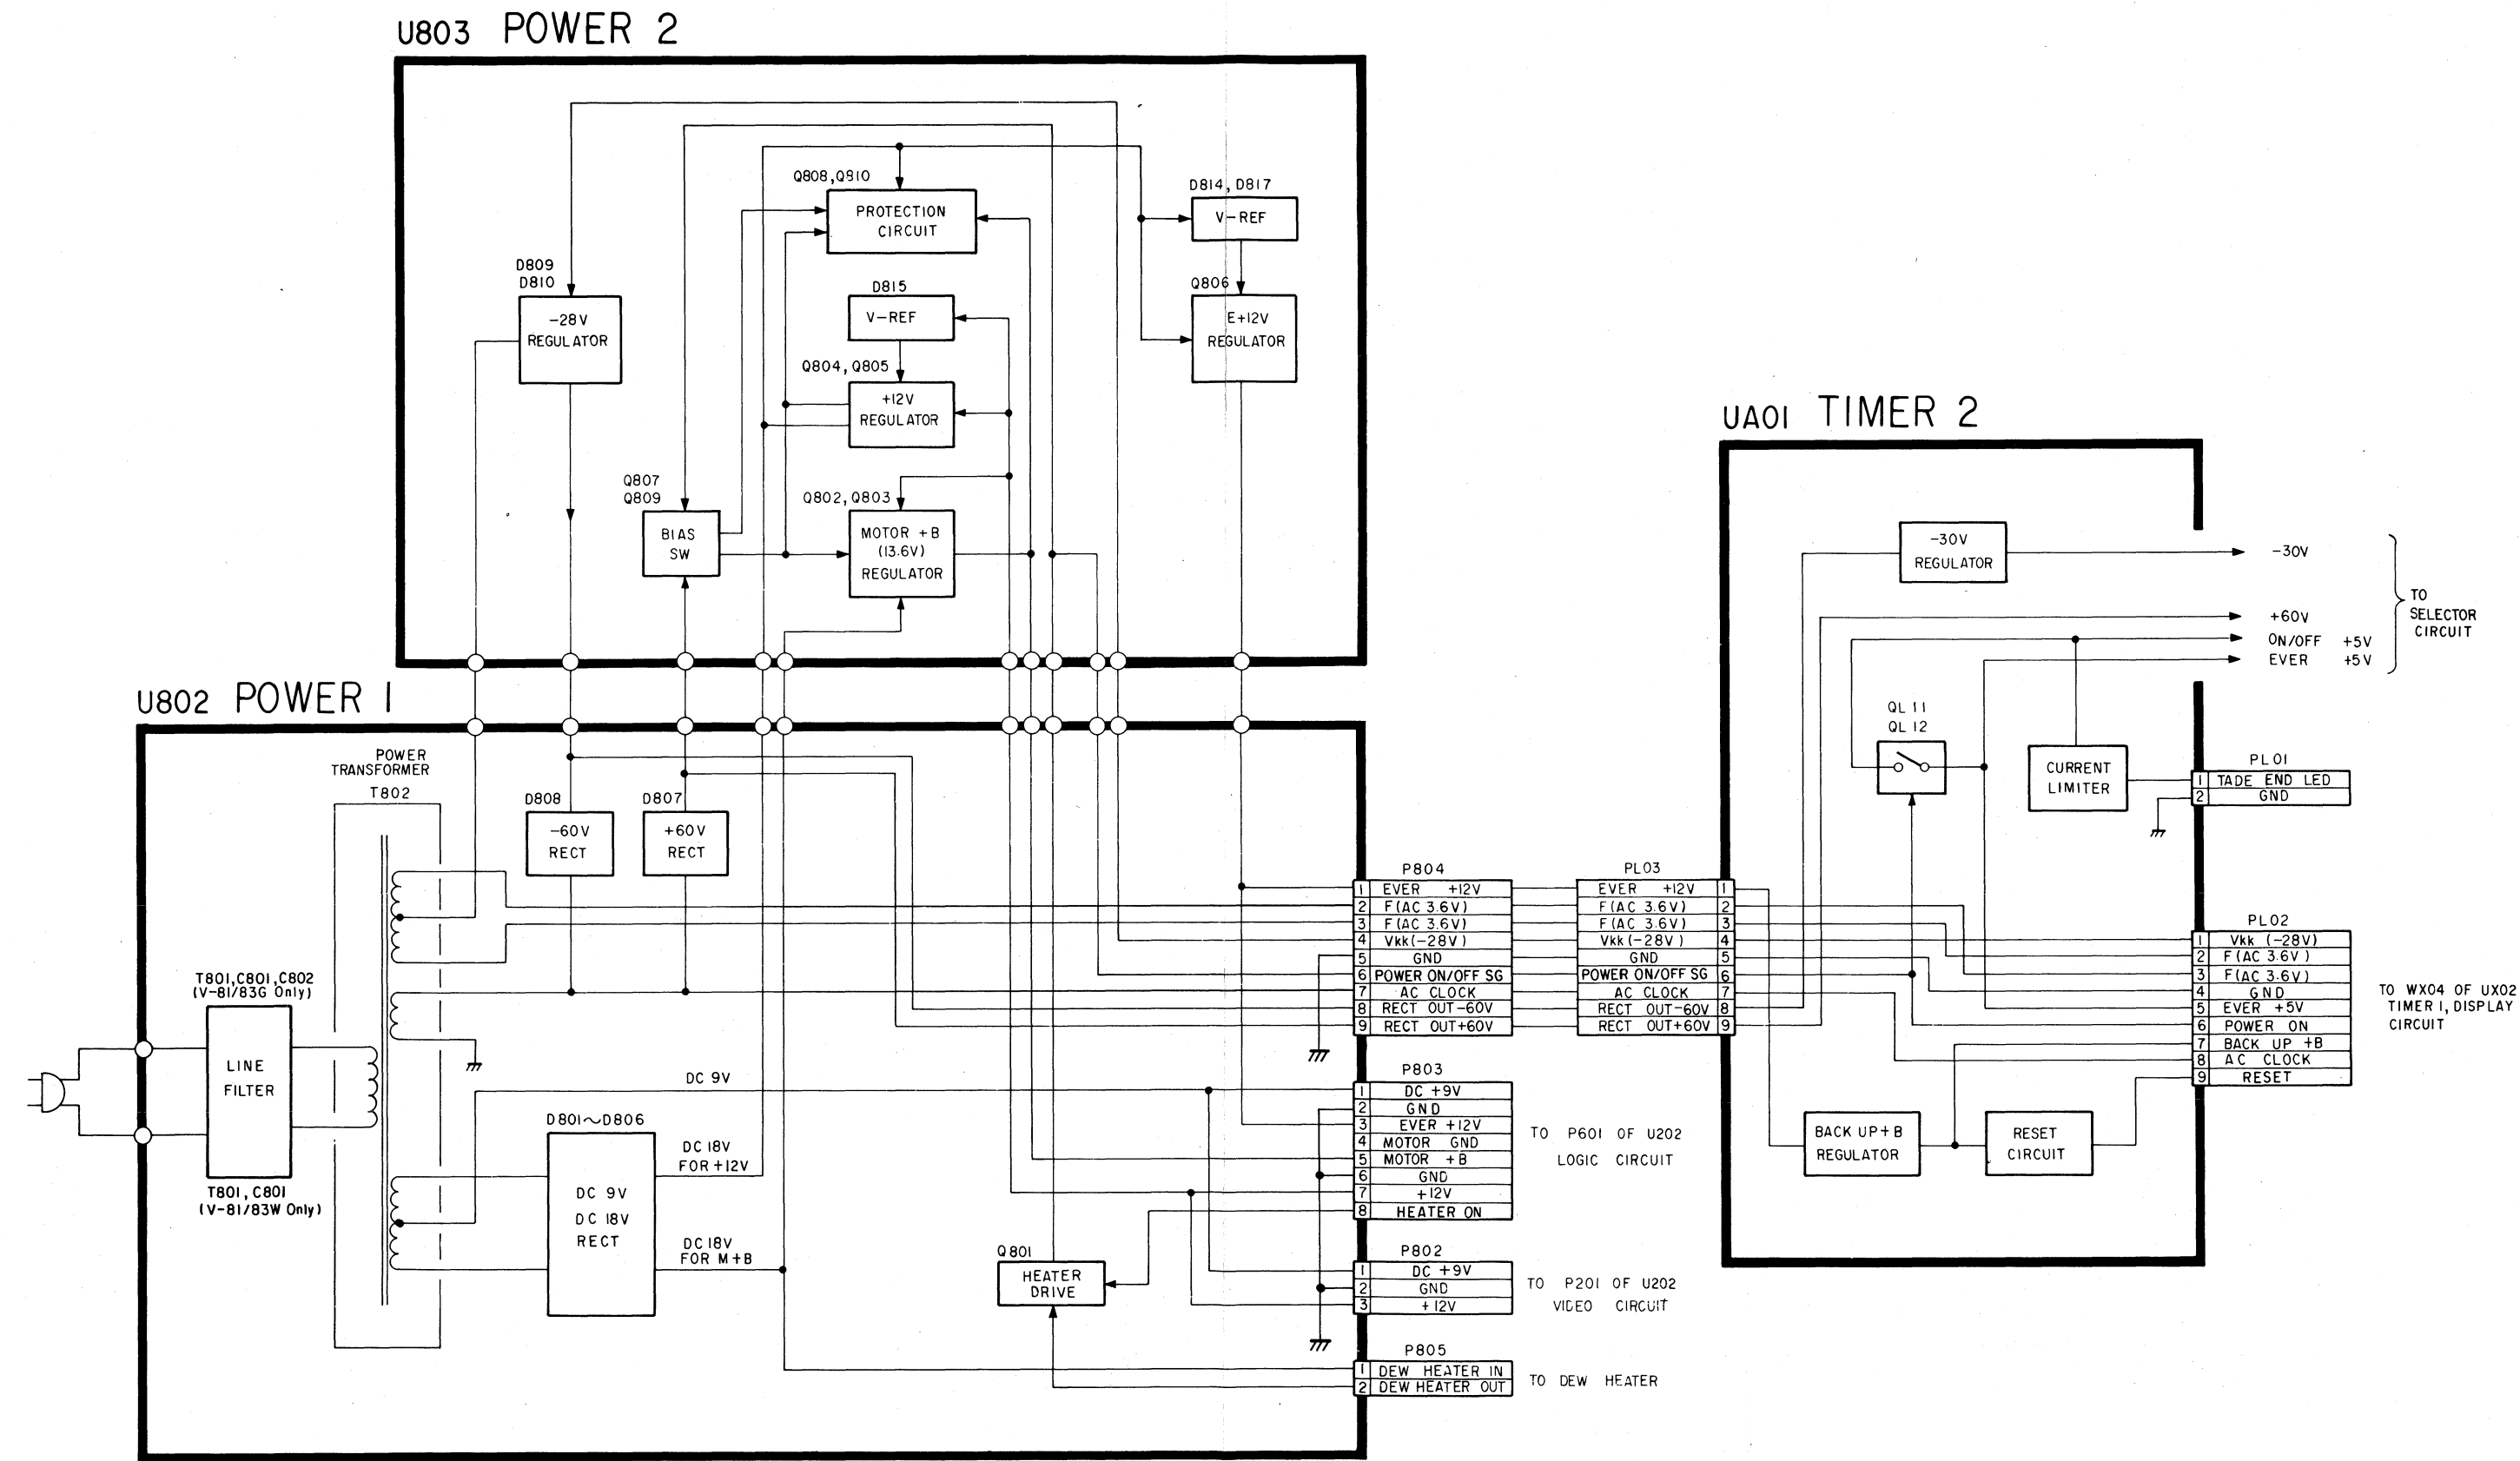 U803 POWER 2
Q808,Q810
PROTECTION
CIRCUIT
D814, D817
V-REF
D809
D810
-28V
REGULATOR
D815
V-REF
Q806
E+12V
REGULATOR
Q804, Q805
+12V
REGULATOR
Q807
Q809
BIAS
SW
Q802, Q803
MOTOR +B
(13.6V)
REGULATOR
U802 POWER 1
POWER
TRANSFORMER
T802
D808
-60V
RECT
D807
+60V
RECT
T801,C801,C802
(V-81/83G Only)
LINE
FILTER
T801, C801
(V-81/83W Only)
DC 9V
D801~D806
DC 9V
DC 18V
RECT
DC 18V
FOR +12V
DC 18V
FOR M+B
Q801
HEATER
DRIVE
P804
1 EVER +12V
2 F(AC 3.6V)
3 F(AC 3.6V)
4 Vkk(-28V)
5 GND
6 POWER ON/OFF SG
7 AC CLOCK
8 RECT OUT-60V
9 RECT OUT+60V
P803
1 DC +9V
2 GND
3 EVER +12V
4 MOTOR GND
5 MOTOR +B
6 GND
7 +12V
8 HEATER ON
TO P601 OF U202
LOGIC CIRCUIT
P802
1 DC +9V
2 GND
3 +12V
TO P201 OF U202
VIDEO CIRCUIT
P805
1 DEW HEATER IN
2 DEW HEATER OUT
TO DEW HEATER
PL03
EVER +12V 1
F(AC 3.6V) 2
F(AC 3.6V) 3
Vkk(-28V) 4
GND 5
POWER ON/OFF SG 6
AC CLOCK 7
RECT OUT-60V 8
RECT OUT+60V 9
UA01 TIMER 2
-30V
REGULATOR
-30V
+60V
ON/OFF +5V
EVER +5V
TO
SELECTOR
CIRCUIT
QL 11
QL 12
CURRENT
LIMITER
PL01
1 TADE END LED
2 GND
PL02
1 Vkk (-28V)
2 F(AC 3.6V)
3 F(AC 3.6V)
4 GND
5 EVER +5V
6 POWER ON
7 BACK UP +B
8 AC CLOCK
9 RESET
TO WX04 OF UX02
TIMER 1, DISPLAY
CIRCUIT
BACK UP+B
REGULATOR
RESET
CIRCUIT